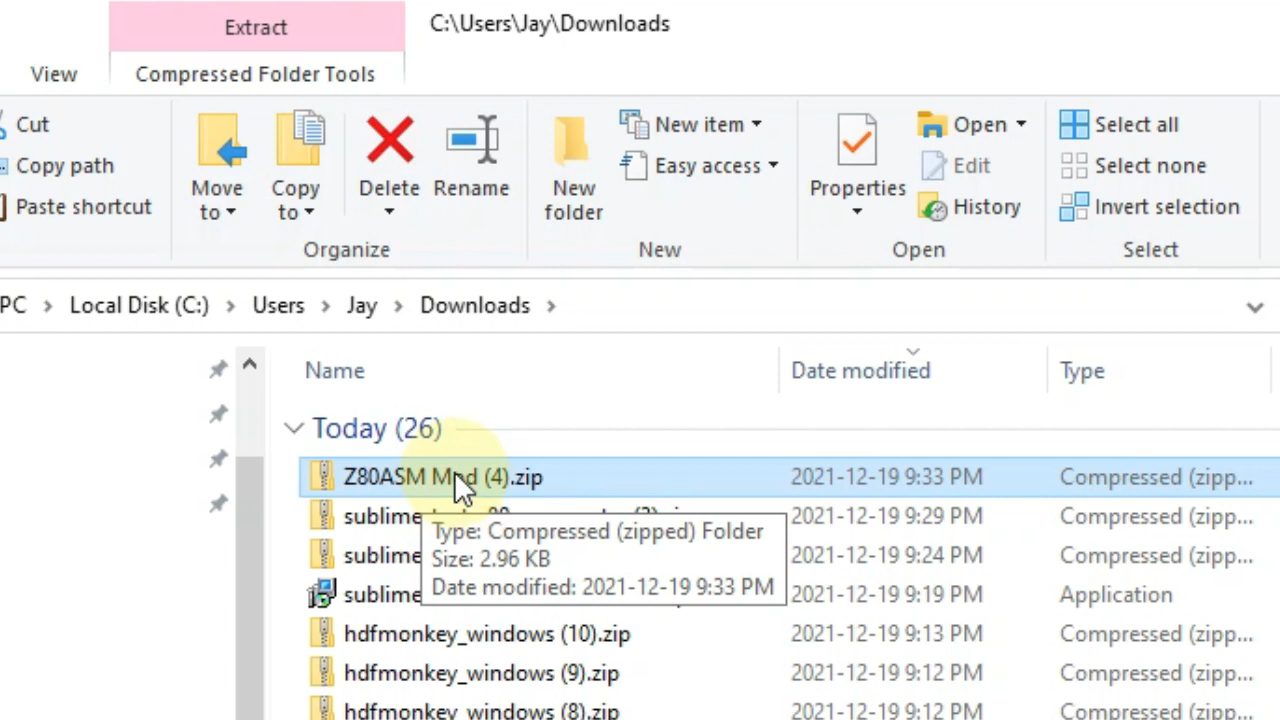 Extract
C:\Users\Jay\Downloads
View
Compressed Folder Tools
Cut
Copy path
Paste shortcut
Move to
Copy to
Delete
Rename
Organize
New folder
New item
Easy access
New
Properties
Open
Edit
History
Open
Select all
Select none
Invert selection
Select
PC > Local Disk (C:) > Users > Jay > Downloads >
Name Date modified Type
Today (26)
Z80ASM Mod (4).zip 2021-12-19 9:33 PM Compressed (zipp...
sublime 2021-12-19 9:29 PM Compressed (zipp...
Type: Compressed (zipped) Folder
Size: 2.96 KB
Date modified: 2021-12-19 9:33 PM
sublime 2021-12-19 9:24 PM Compressed (zipp...
sublime 2021-12-19 9:19 PM Application
hdfmonkey_windows (10).zip 2021-12-19 9:13 PM Compressed (zipp...
hdfmonkey_windows (9).zip 2021-12-19 9:12 PM Compressed (zipp...
hdfmonkey_windows (8).zip 2021-12-19 9:12 PM Compressed (zipp...